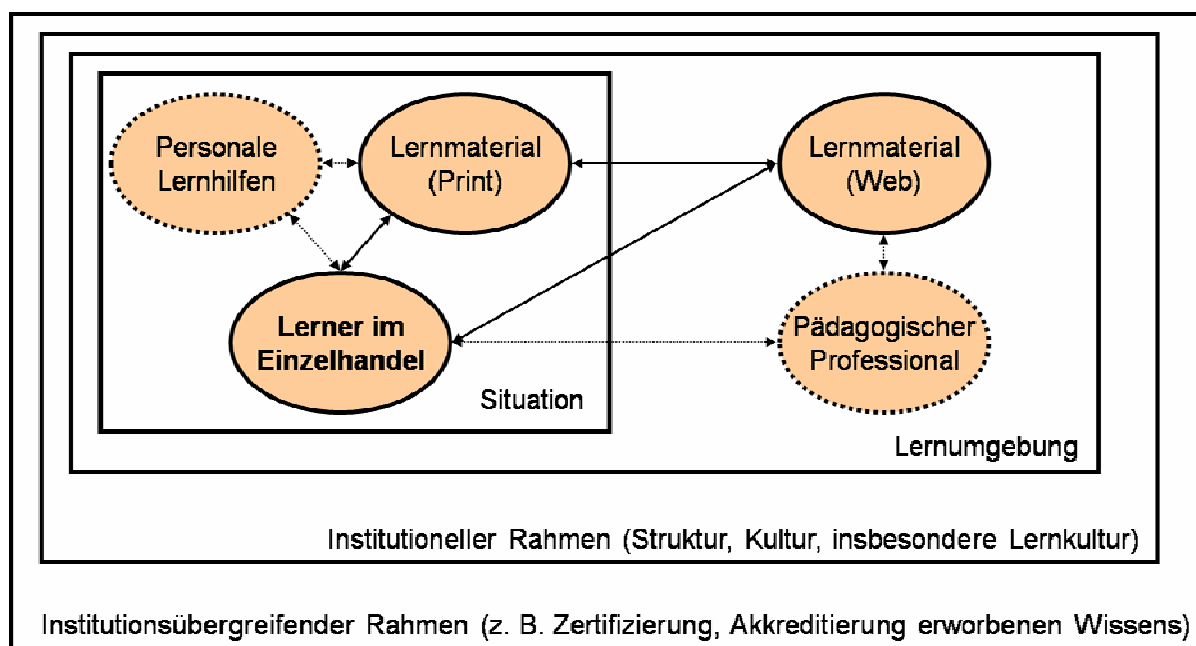 Personale
Lernhilfen
Lernmaterial
(Print)
Lernmaterial
(Web)
Lerner im
Einzelhandel
Pädagogischer
Professional
Situation
Lernumgebung
Institutioneller Rahmen (Struktur, Kultur, insbesondere Lernkultur)
Institutionsübergreifender Rahmen (z. B. Zertifizierung, Akkreditierung erworbenen Wissens)